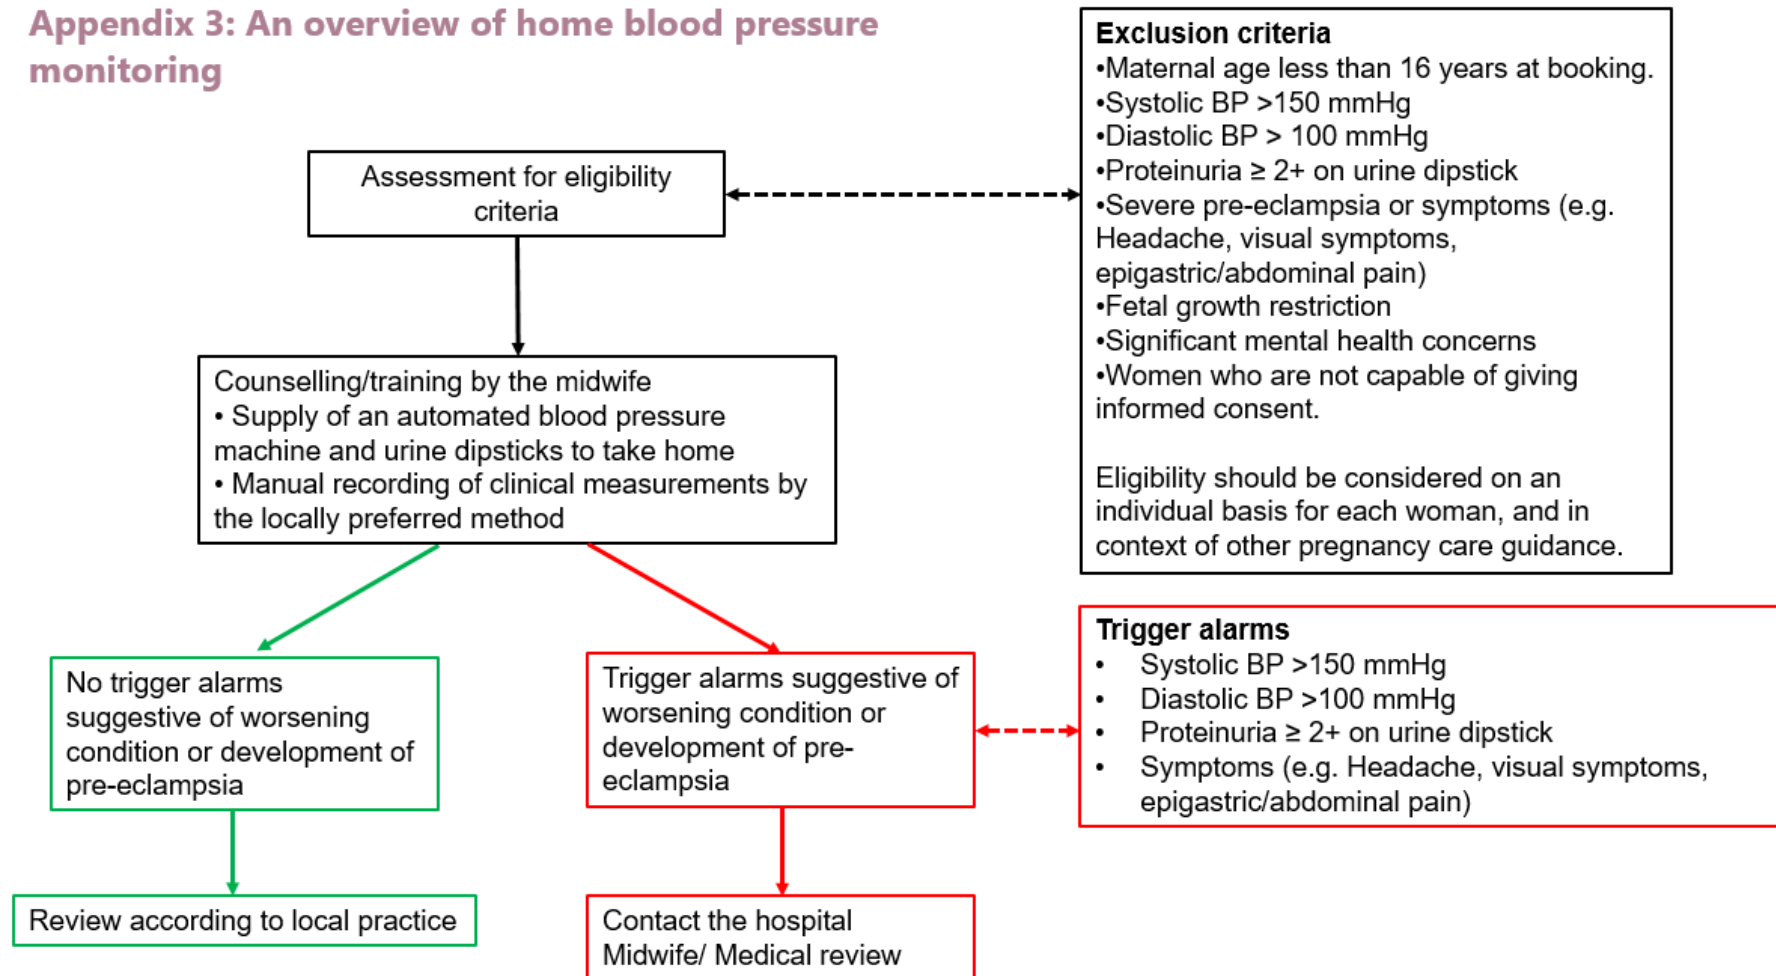 Appendix 3: An overview of home blood pressure
monitoring
Assessment for eligibility
criteria
Exclusion criteria
•Maternal age less than 16 years at booking.
•Systolic BP >150 mmHg
•Diastolic BP > 100 mmHg
•Proteinuria ≥ 2+ on urine dipstick
•Severe pre-eclampsia or symptoms (e.g.
Headache, visual symptoms,
epigastric/abdominal pain)
•Fetal growth restriction
•Significant mental health concerns
•Women who are not capable of giving
informed consent.
Eligibility should be considered on an
individual basis for each woman, and in
context of other pregnancy care guidance.
Counselling/training by the midwife
• Supply of an automated blood pressure
machine and urine dipsticks to take home
• Manual recording of clinical measurements by
the locally preferred method
No trigger alarms
suggestive of worsening
condition or development of
pre-eclampsia
Trigger alarms suggestive of
worsening condition or
development of pre-
eclampsia
Trigger alarms
• Systolic BP >150 mmHg
• Diastolic BP >100 mmHg
• Proteinuria ≥ 2+ on urine dipstick
• Symptoms (e.g. Headache, visual symptoms,
epigastric/abdominal pain)
Review according to local practice
Contact the hospital
Midwife/ Medical review